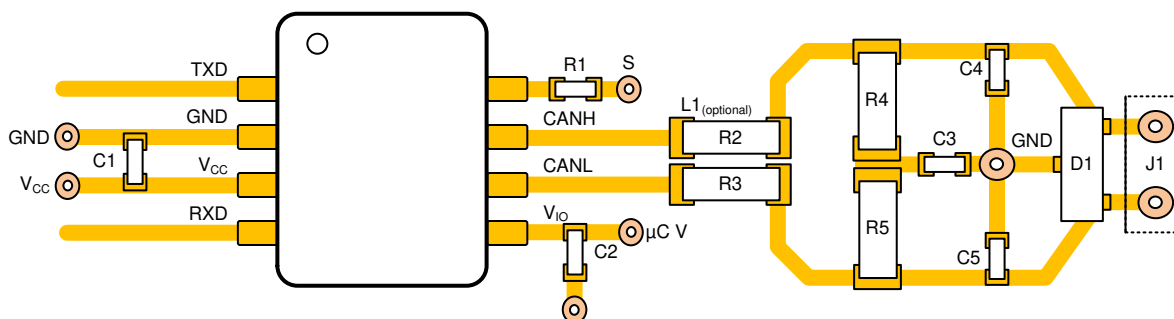 TXD
GND
GND
C1
VCC
VCC
RXD
R1
S
CANH
CANL
VIO
µC V
C2
L1(optional)
R2
R3
R4
R5
C3
C4
GND
C5
D1
J1